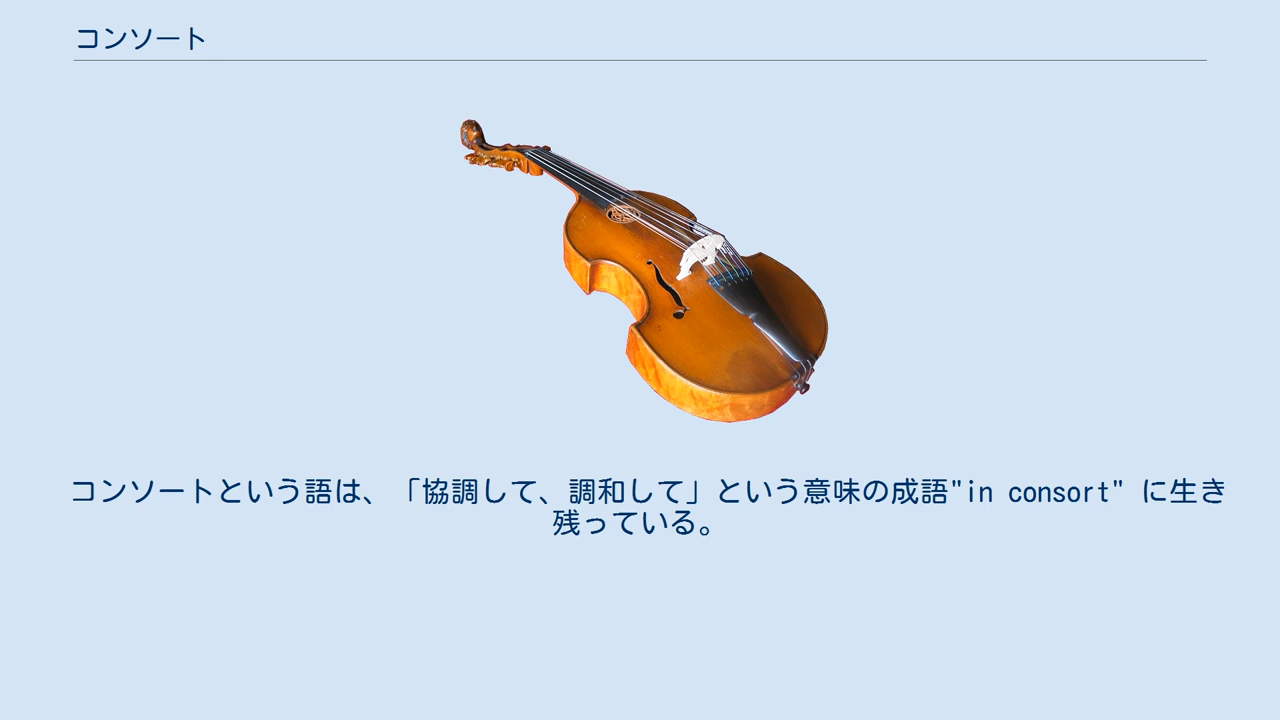 コンソート
コンソートという語は、「協調して、調和して」という意味の成語"in consort" に生き
残っている。